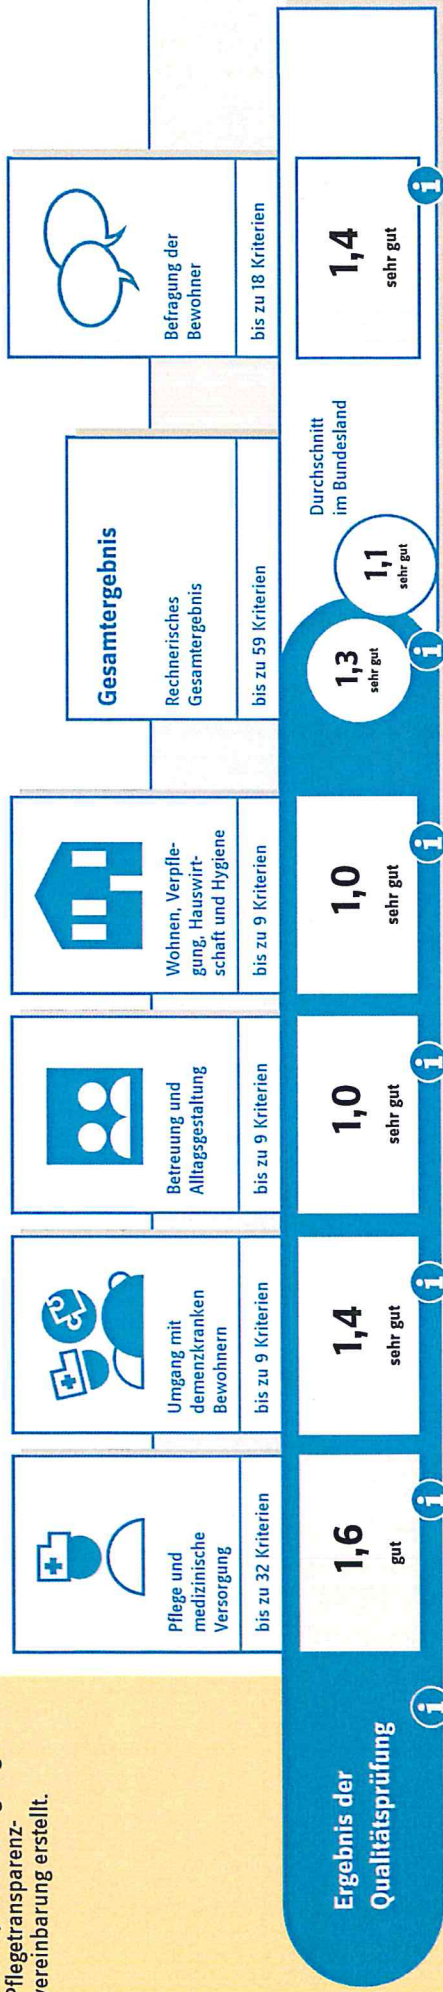 Pflegetransparenz-
vereinbarung erstellt.
Pflege und
medizinische
Versorgung
bis zu 32 Kriterien
Umgang mit
demenzkranken
Bewohnern
bis zu 9 Kriterien
Betreuung und
Alltagsgestaltung
bis zu 9 Kriterien
Wohnen, Verpfle-
gung, Hauswirt-
schaft und Hygiene
bis zu 9 Kriterien
Gesamtergebnis
Rechnerisches
Gesamtergebnis
bis zu 59 Kriterien
Befragung der
Bewohner
bis zu 18 Kriterien
Ergebnis der
Qualitätsprüfung
1,6
gut
1,4
sehr gut
1,0
sehr gut
1,0
sehr gut
1,3
sehr gut
Durchschnitt
im Bundesland
1,1
sehr gut
1,4
sehr gut